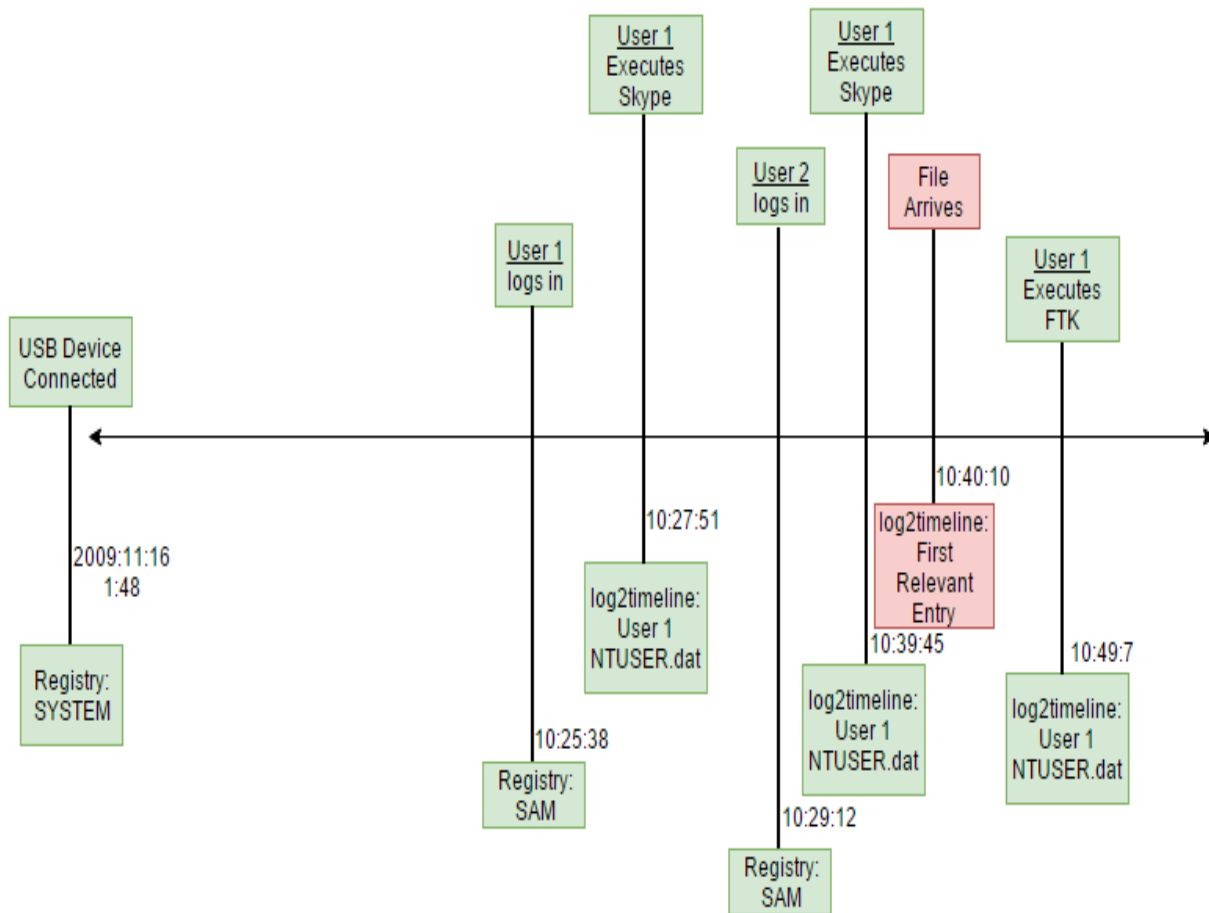 User 1
Executes
Skype
User 1
Executes
Skype
User 2
logs in
File
Arrives
User 1
logs in
User 1
Executes
FTK
USB Device
Connected
10:40:10
log2timeline:
First
Relevant
Entry
10:27:51
2009:11:16
1:48
log2timeline:
User 1
NTUSER.dat
10:39:45
10:49:7
Registry:
SYSTEM
log2timeline:
User 1
NTUSER.dat
log2timeline:
User 1
NTUSER.dat
10:25:38
Registry:
SAM
10:29:12
Registry:
SAM